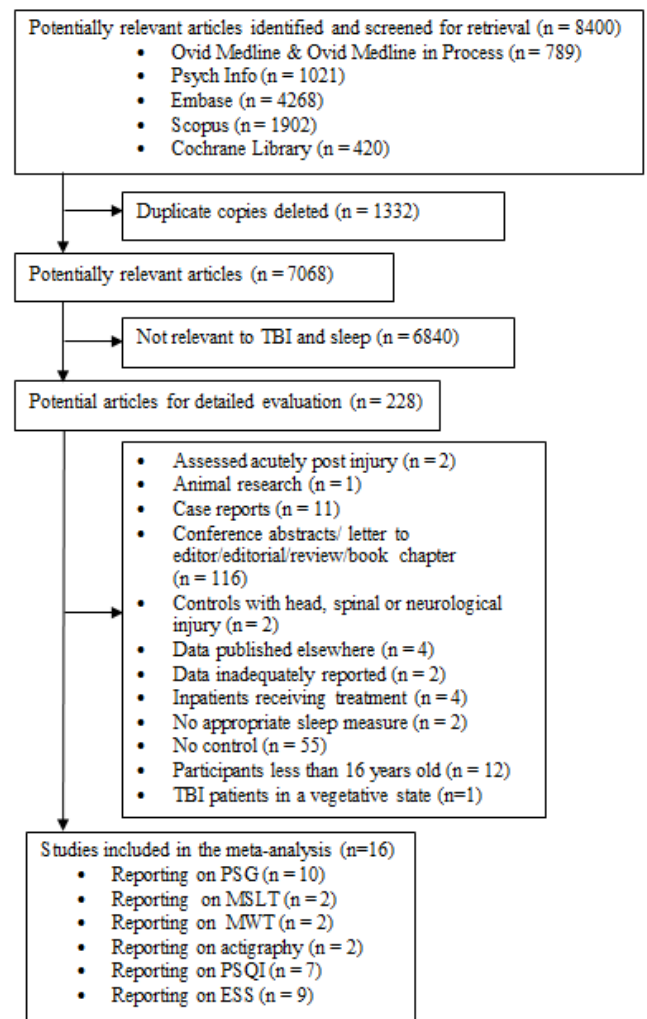 Potentially relevant articles identified and screened for retrieval (n = 8400)
• Ovid Medline & Ovid Medline in Process (n = 789)
• Psych Info (n = 1021)
• Embase (n = 4268)
• Scopus (n = 1902)
• Cochrane Library (n = 420)
Duplicate copies deleted (n = 1332)
Potentially relevant articles (n = 7068)
Not relevant to TBI and sleep (n = 6840)
Potential articles for detailed evaluation (n = 228)
• Assessed acutely post injury (n = 2)
• Animal research (n = 1)
• Case reports (n = 11)
• Conference abstracts/ letter to
editor/editorial/review/book chapter
(n = 116)
• Controls with head, spinal or neurological
injury (n = 2)
• Data published elsewhere (n = 4)
• Data inadequately reported (n = 2)
• Inpatients receiving treatment (n = 4)
• No appropriate sleep measure (n = 2)
• No control (n = 55)
• Participants less than 16 years old (n = 12)
• TBI patients in a vegetative state (n=1)
Studies included in the meta-analysis (n=16)
• Reporting on PSG (n = 10)
• Reporting on MSLT (n = 2)
• Reporting on MWT (n = 2)
• Reporting on actigraphy (n = 2)
• Reporting on PSQI (n = 7)
• Reporting on ESS (n = 9)